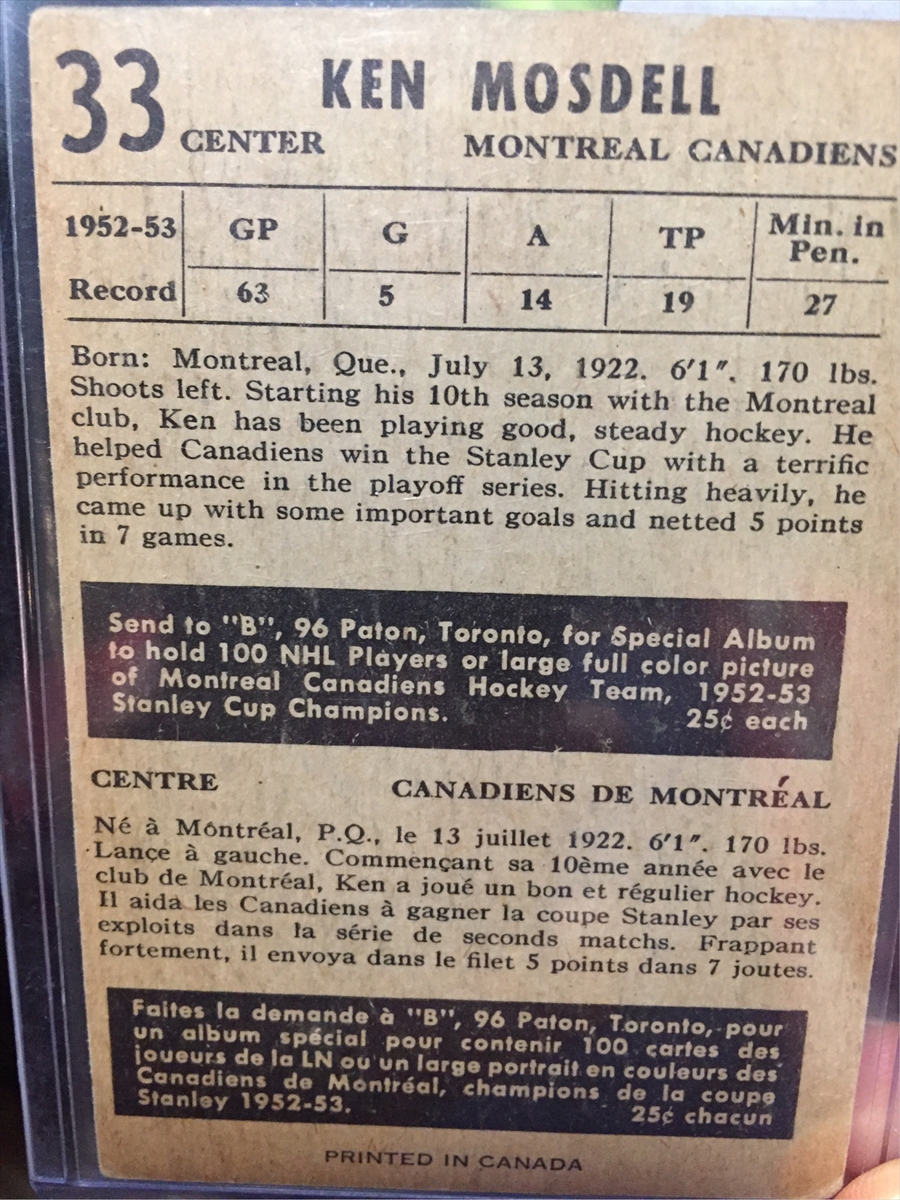 33
KEN MOSDELL
CENTER MONTREAL CANADIENS
1952-53 GP G A TP Min. in Pen.
Record 63 5 14 19 27
Born: Montreal, Que., July 13, 1922. 6'1". 170 lbs.
Shoots left. Starting his 10th season with the Montreal
club, Ken has been playing good, steady hockey. He
helped Canadiens win the Stanley Cup with a terrific
performance in the playoff series. Hitting heavily, he
came up with some important goals and netted 5 points
in 7 games.
Send to "B", 96 Paton, Toronto, for Special Album
to hold 100 NHL Players or large full color picture
of Montreal Canadiens Hockey Team, 1952-53
Stanley Cup Champions. 25¢ each
CENTRE CANADIENS DE MONTRÉAL
Né à Montréal, P.Q., le 13 juillet 1922. 6'1". 170 lbs.
Lance à gauche. Commençant sa 10ème année avec le
club de Montréal, Ken a joué un bon et régulier hockey.
Il aida les Canadiens à gagner la coupe Stanley par ses
exploits dans la série de seconds matchs. Frappant
fortement, il envoya dans le filet 5 points dans 7 joutes.
Faites la demande à "B", 96 Paton, Toronto, pour
un album spécial pour contenir 100 cartes des
joueurs de la LN ou un large portrait en couleurs des
Canadiens de Montréal, champions de la coupe
Stanley 1952-53. 25¢ chacun
PRINTED IN CANADA